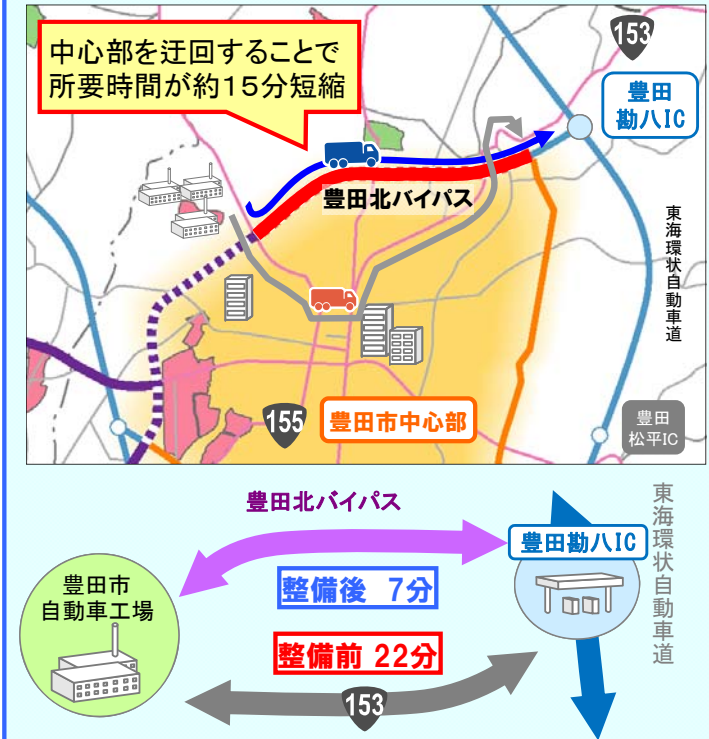 中心部を迂回することで
所要時間が約15分短縮
153
豊田
勘八IC
豊田北バイパス
東海環状自動車道
155
豊田市中心部
豊田
松平IC
豊田北バイパス
東海環状自動車道
豊田勘八IC
豊田市
自動車工場
整備後 7分
整備前 22分
153